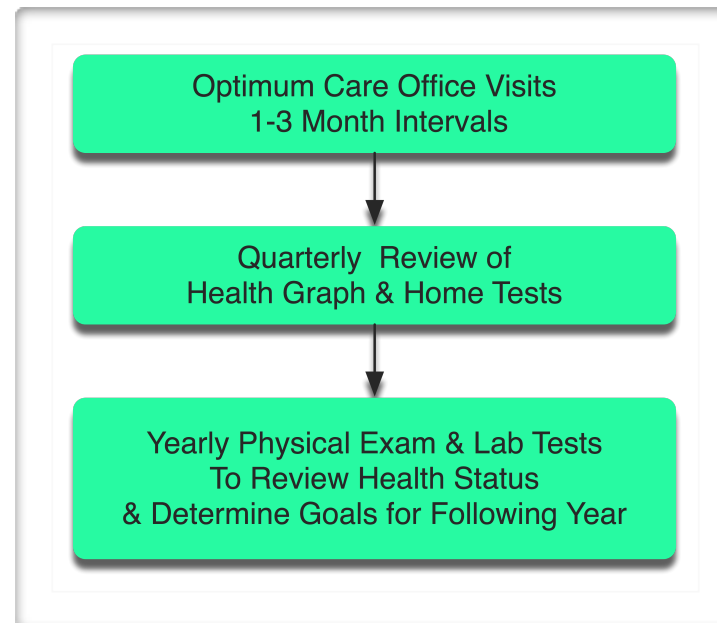 Optimum Care Office Visits
1-3 Month Intervals
Quarterly  Review of
Health Graph & Home Tests
Yearly Physical Exam & Lab Tests
To Review Health Status
& Determine Goals for Following Year